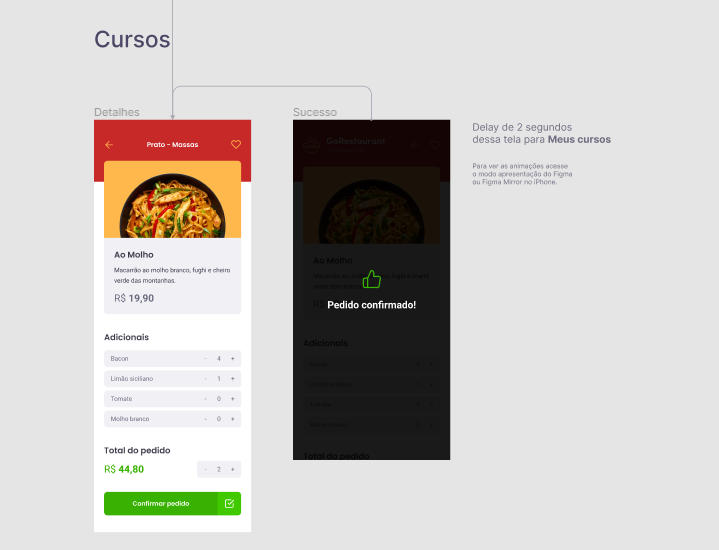 Cursos
Detalhes
Prato - Massas
Ao Molho
Macarrão ao molho branco, fughi e cheiro
verde das montanhas.
R$ 19,90
Adicionais
Bacon - 4 +
Limão siciliano - 1 +
Tomate - 0 +
Molho branco - 0 +
Total do pedido
R$ 44,80 - 2 +
Confirmar pedido
Sucesso
GoRestaurant
Ao Molho
Pedido confirmado!
Adicionais
Total do pedido
Delay de 2 segundos
dessa tela para Meus cursos
Para ver as animações acesse
o modo apresentação do Figma
ou Figma Mirror no iPhone.